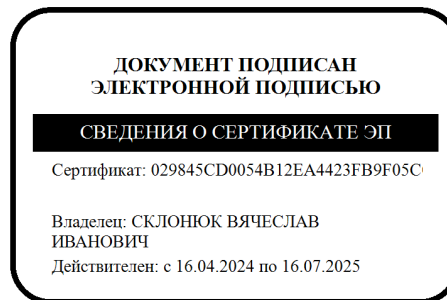 ДОКУМЕНТ ПОДПИСАН
ЭЛЕКТРОННОЙ ПОДПИСЬЮ
СВЕДЕНИЯ О СЕРТИФИКАТЕ ЭП
Сертификат: 029845CD0054B12EA4423FB9F05C
Владелец: СКЛОНЮК ВЯЧЕСЛАВ
ИВАНОВИЧ
Действителен: с 16.04.2024 по 16.07.2025